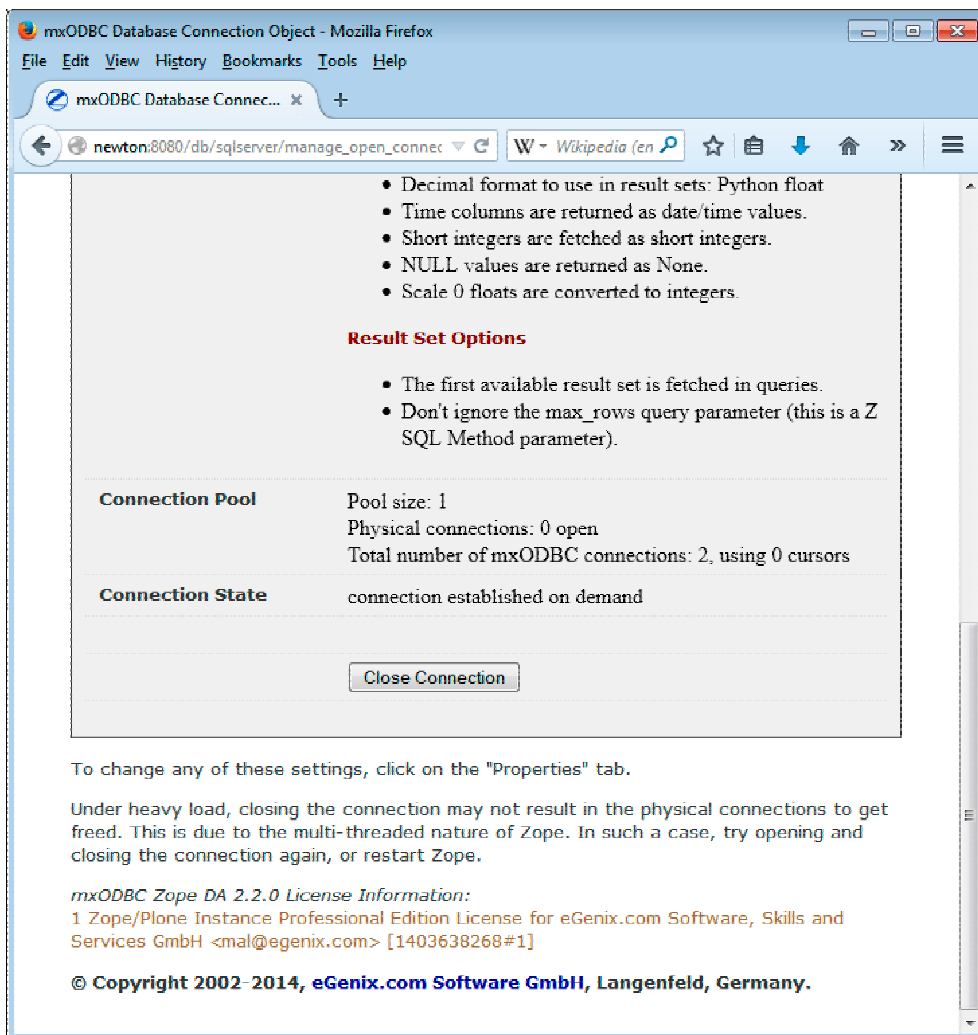 mxODBC Database Connection Object - Mozilla Firefox
File Edit View History Bookmarks Tools Help
mxODBC Database Connec... × +
newton:8080/db/sqlserver/manage_open_connec W Wikipedia (en
• Decimal format to use in result sets: Python float
• Time columns are returned as date/time values.
• Short integers are fetched as short integers.
• NULL values are returned as None.
• Scale 0 floats are converted to integers.
Result Set Options
• The first available result set is fetched in queries.
• Don't ignore the max_rows query parameter (this is a Z
SQL Method parameter).
Connection Pool Pool size: 1
Physical connections: 0 open
Total number of mxODBC connections: 2, using 0 cursors
Connection State connection established on demand
Close Connection
To change any of these settings, click on the "Properties" tab.
Under heavy load, closing the connection may not result in the physical connections to get
freed. This is due to the multi-threaded nature of Zope. In such a case, try opening and
closing the connection again, or restart Zope.
mxODBC Zope DA 2.2.0 License Information:
1 Zope/Plone Instance Professional Edition License for eGenix.com Software, Skills and
Services GmbH <mal@egenix.com> [1403638268#1]
© Copyright 2002-2014, eGenix.com Software GmbH, Langenfeld, Germany.